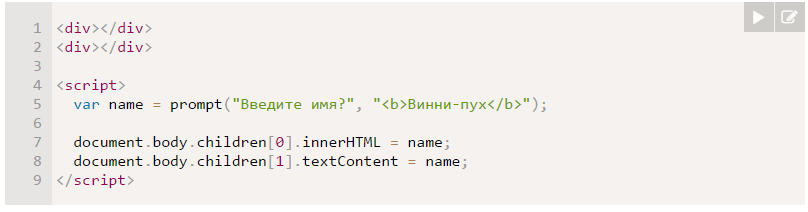 1 <div></div>
2 <div></div>
3
4 <script>
5   var name = prompt("Введите имя?", "<b>Винни-пух</b>");
6
7   document.body.children[0].innerHTML = name;
8   document.body.children[1].textContent = name;
9 </script>